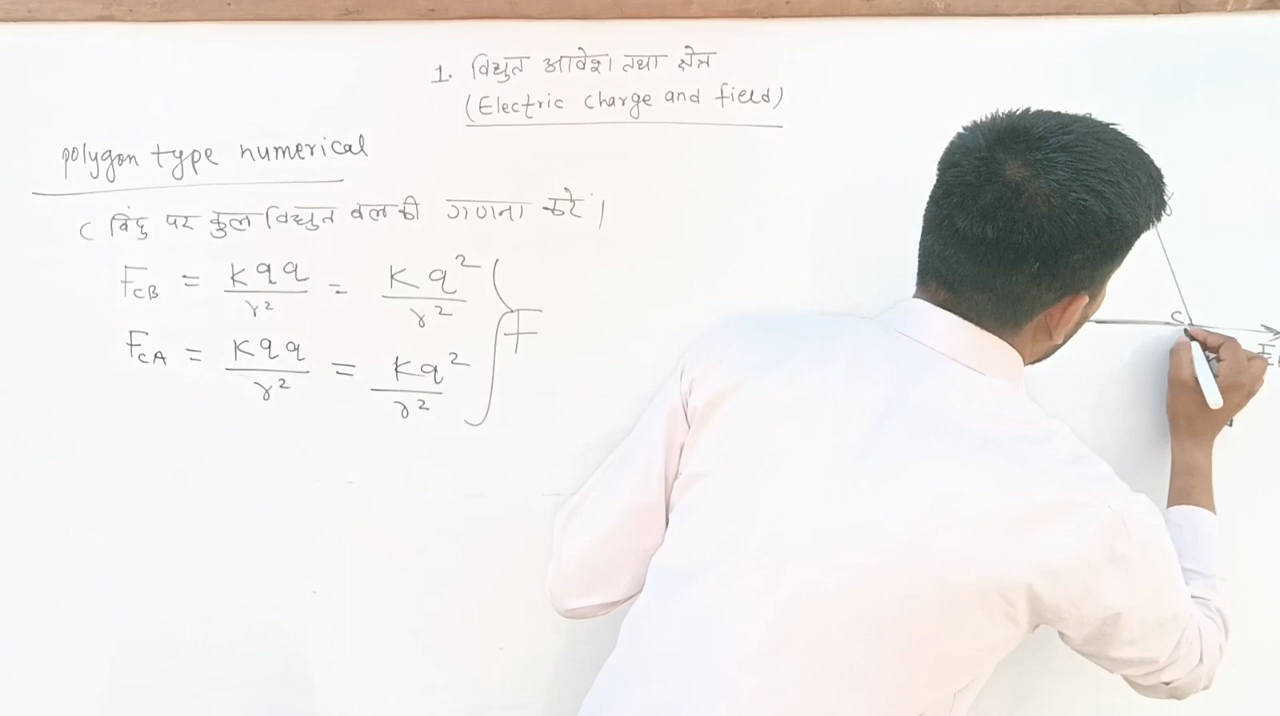 1. विद्युत आवेश तथा क्षेत्र
(Electric charge and field)
polygon type numerical
C बिंदु पर कुल विद्युत बल की गणना करें।
F_CB = Kqq/r² = Kq²/r²
F_CA = Kqq/r² = Kq²/r²
F
C